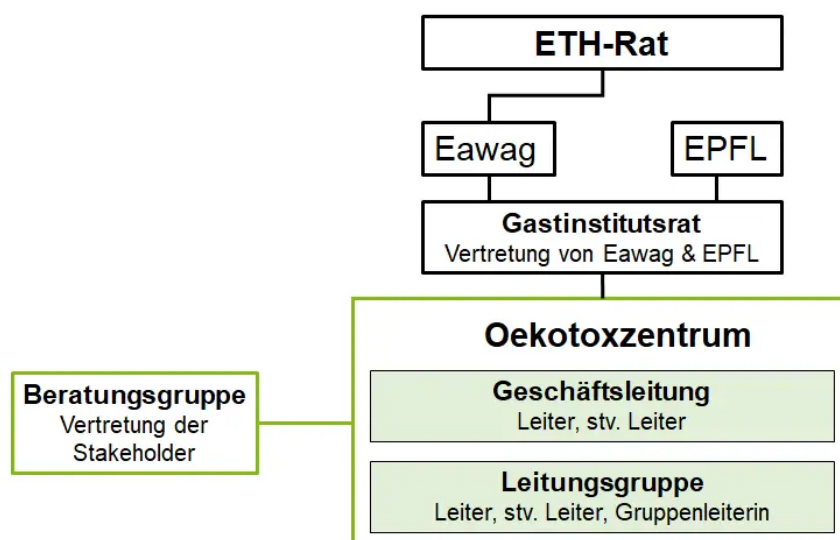 ETH-Rat
Eawag
EPFL
Gastinstitutsrat
Vertretung von Eawag & EPFL
Oekotoxzentrum
Geschäftsleitung
Leiter, stv. Leiter
Beratungsgruppe
Vertretung der
Stakeholder
Leitungsgruppe
Leiter, stv. Leiter, Gruppenleiterin